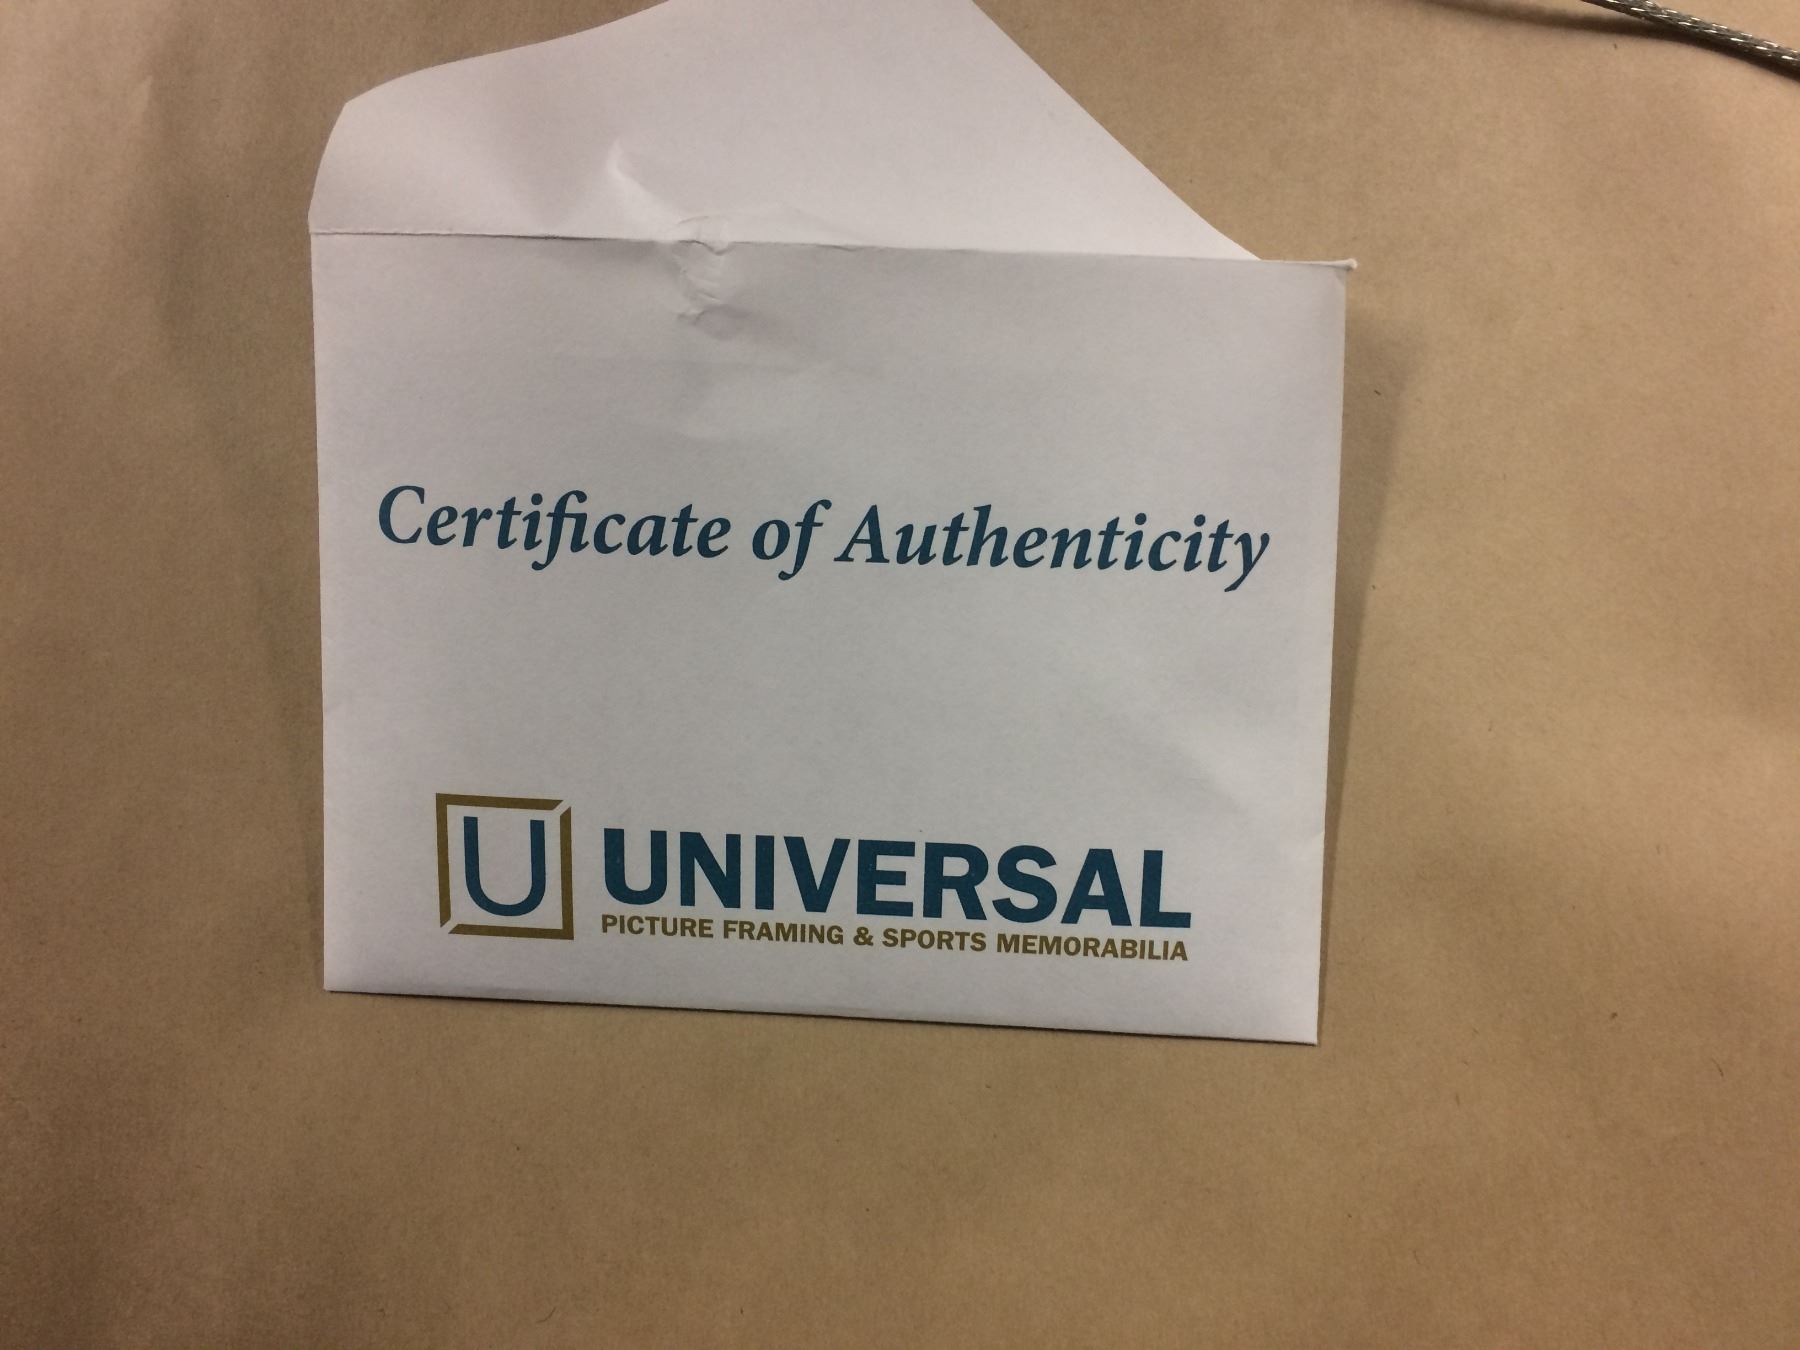 Certificate of Authenticity
U UNIVERSAL
PICTURE FRAMING & SPORTS MEMORABILIA